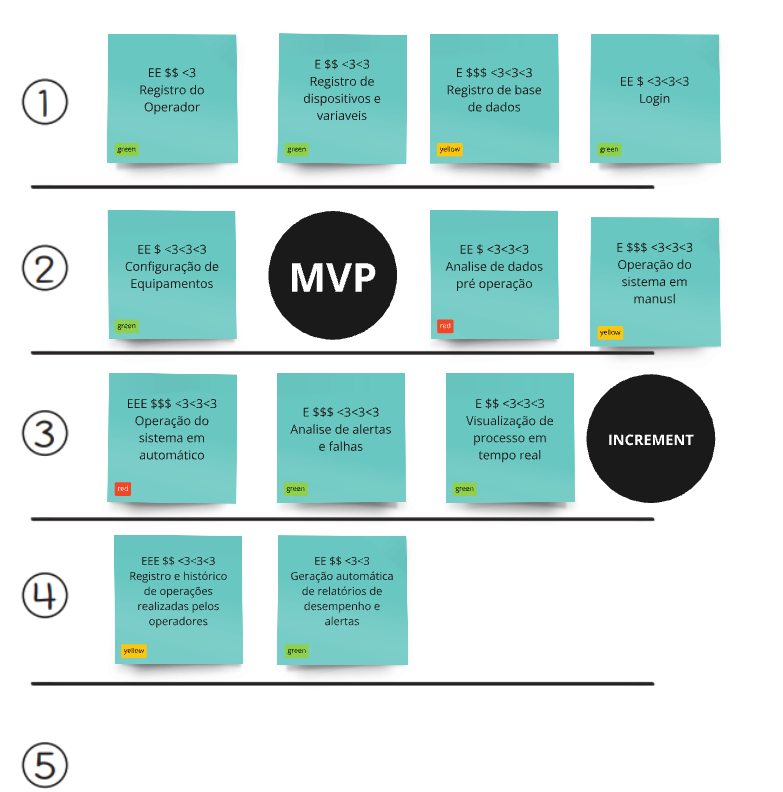 1
EE $$ <3
Registro do
Operador
green
E $$ <3<3
Registro de
dispositivos e
variaveis
green
E $$$ <3<3<3
Registro de base
de dados
yellow
EE $ <3<3<3
Login
green
2
EE $ <3<3<3
Configuração de
Equipamentos
green
MVP
EE $ <3<3<3
Analise de dados
pré operação
red
E $$$ <3<3<3
Operação do
sistema em
manusl
yellow
3
EEE $$$ <3<3<3
Operação do
sistema em
automático
red
E $$$ <3<3<3
Analise de alertas
e falhas
green
E $$ <3<3<3
Visualização de
processo em
tempo real
green
INCREMENT
4
EEE $$ <3<3<3
Registro e histórico
de operações
realizadas pelos
operadores
yellow
EE $$ <3<3
Geração automática
de relatórios de
desempenho e
alertas
green
5